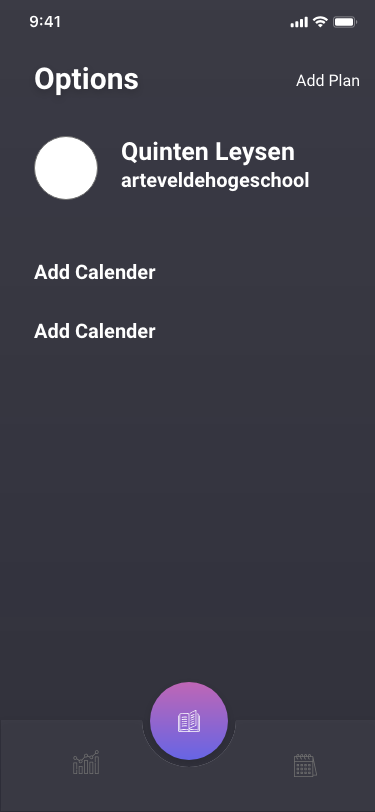 9:41
Options
Add Plan
Quinten Leysen
arteveldehogeschool
Add Calender
Add Calender